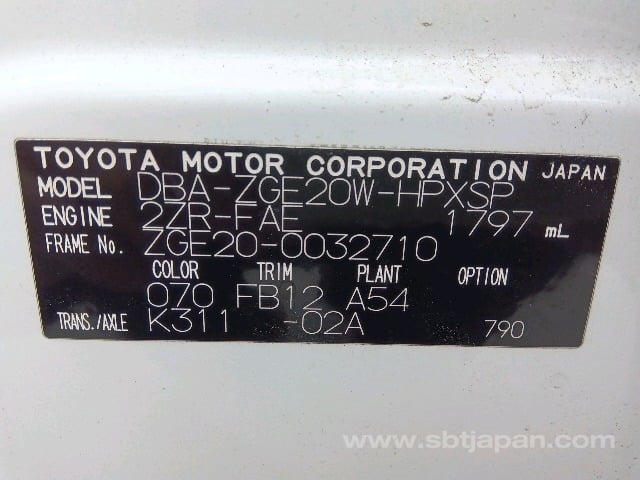 TOYOTA MOTOR CORPORATION JAPAN
MODEL DBA-ZGE20W-HPXSP
ENGINE 2ZR-FAE 1797 mL
FRAME No. ZGE20-0032710
COLOR TRIM PLANT OPTION
070 FB12 A54
TRANS./AXLE K311 -02A 790
www.sbtjapan.com